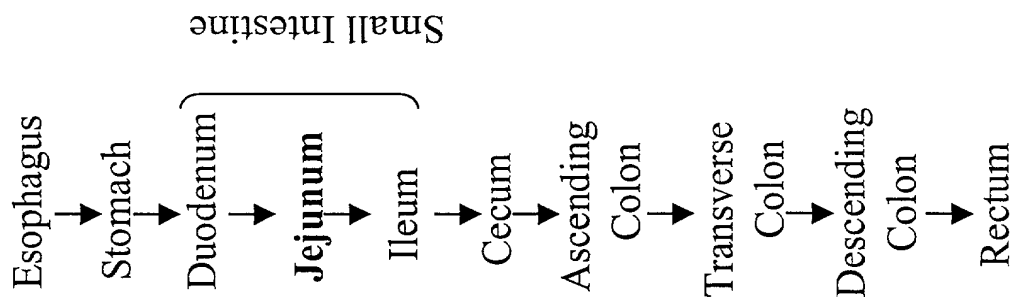 Small Intestine
Esophagus
Stomach
Duodenum
Jejunum
Ileum
Cecum
Ascending
Colon
Transverse
Colon
Descending
Colon
Rectum